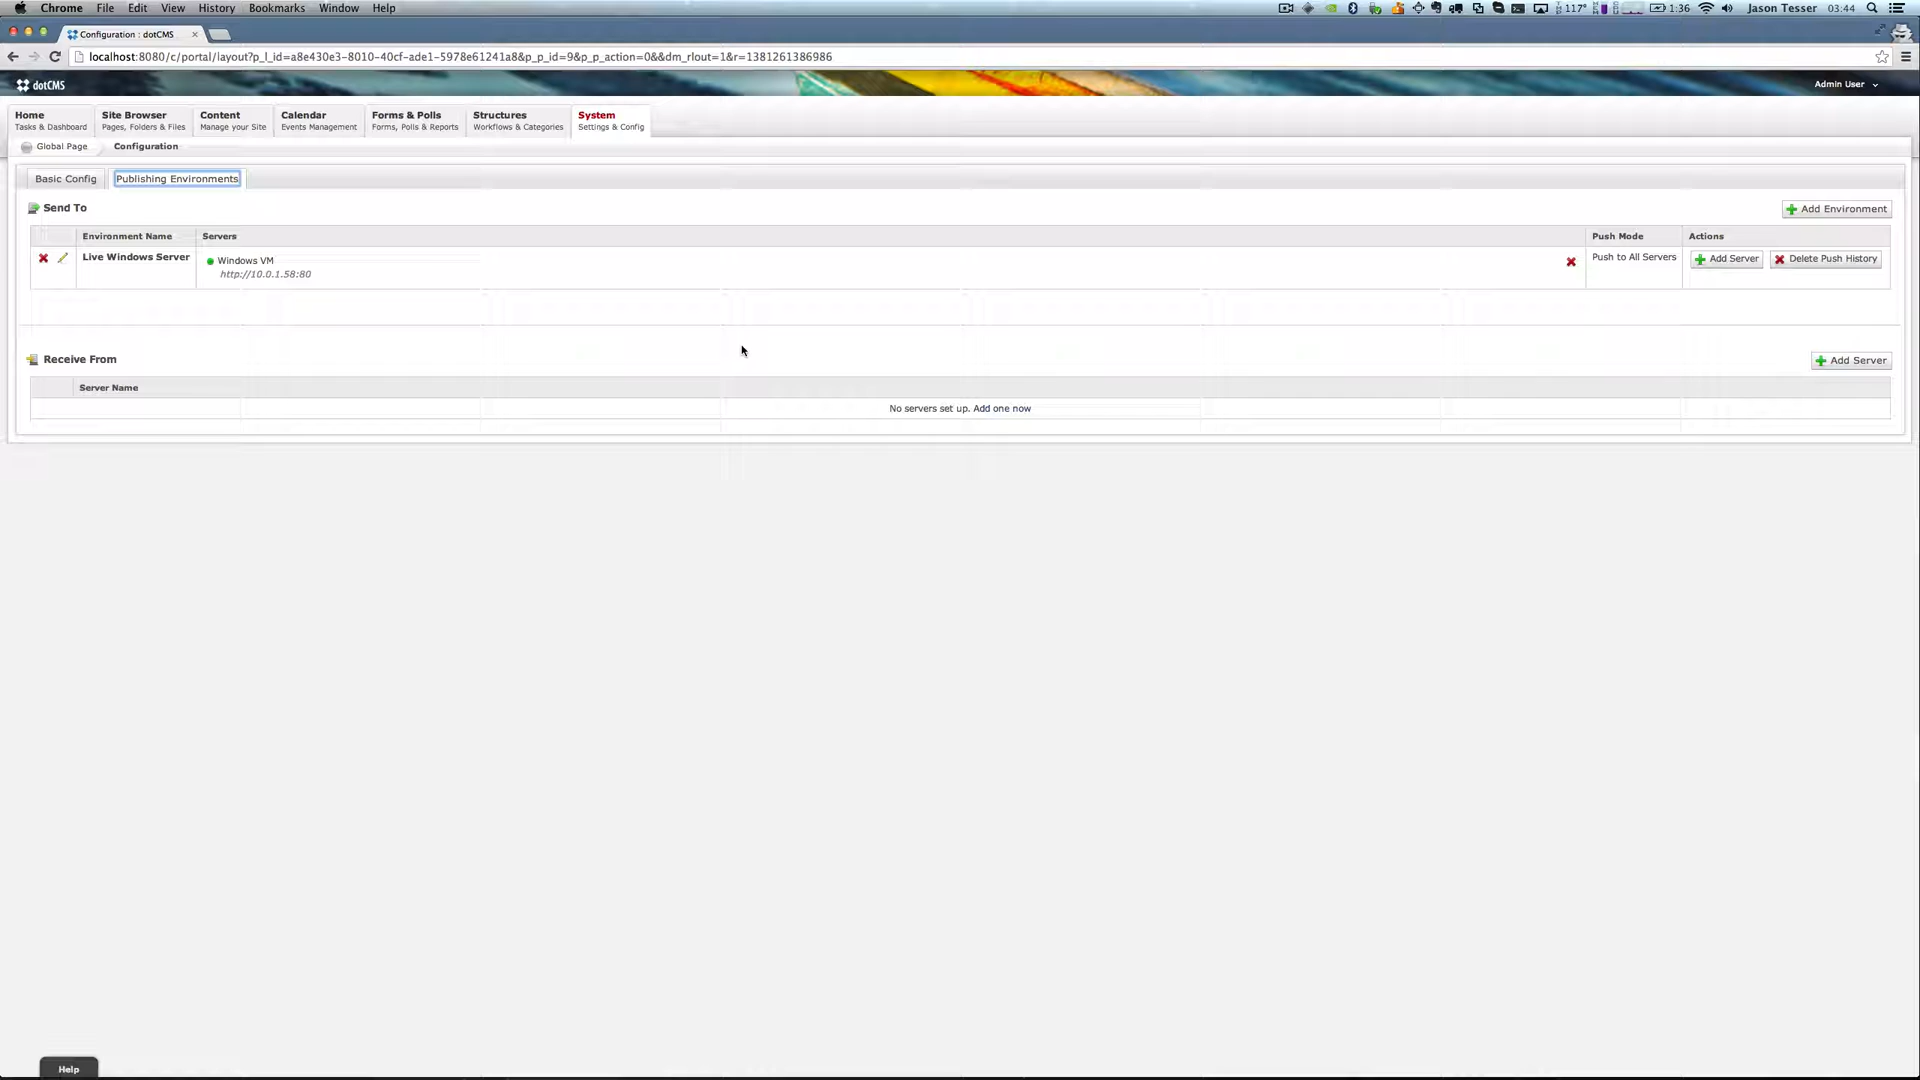 Chrome File Edit View History Bookmarks Window Help 117° 1:36 Jason Tesser 03:44
Configuration : dotCMS
localhost:8080/c/portal/layout?p_l_id=a8e430e3-8010-40cf-ade1-5978e61241a8&p_p_id=9&p_p_action=0&&dm_rlout=1&r=1381261386986
dotCMS Admin User
Home Site Browser Content Calendar Forms & Polls Structures System
Tasks & Dashboard Pages, Folders & Files Manage your Site Events Management Forms, Polls & Reports Workflows & Categories Settings & Config
Global Page Configuration
Basic Config Publishing Environments
Send To Add Environment
Environment Name Servers Push Mode Actions
Live Windows Server Windows VM Push to All Servers Add Server Delete Push History
http://10.0.1.58:80
Receive From Add Server
Server Name
No servers set up. Add one now
Help